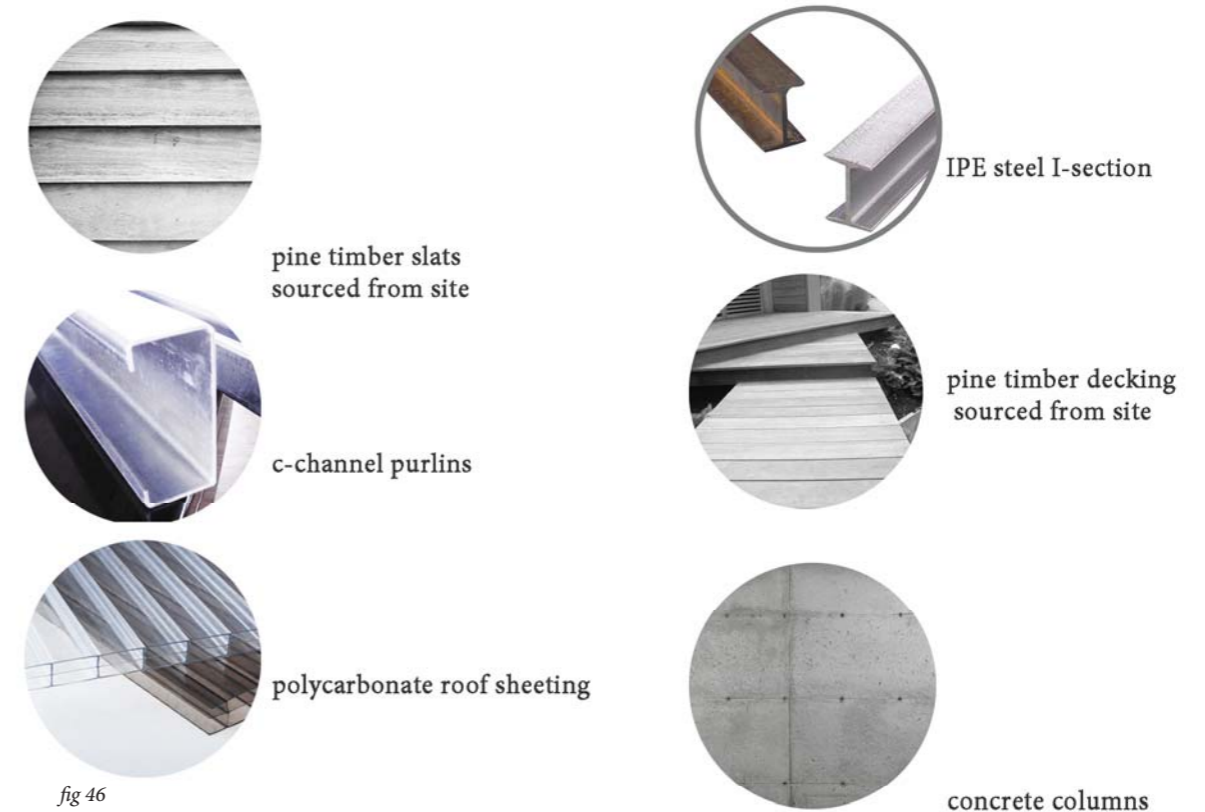 pine timber slats
sourced from site
c-channel purlins
polycarbonate roof sheeting
fig 46
IPE steel I-section
pine timber decking
sourced from site
concrete columns